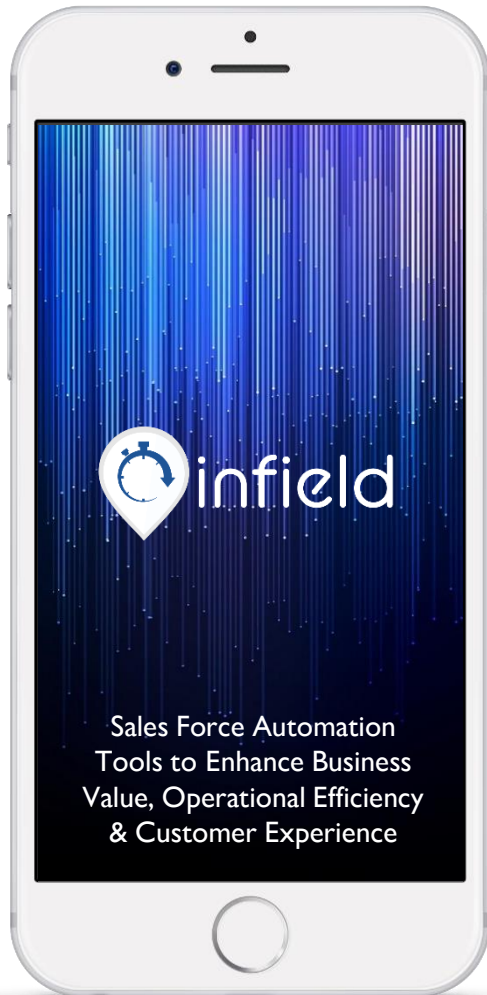 infield
Sales Force Automation
Tools to Enhance Business
Value, Operational Efficiency
& Customer Experience